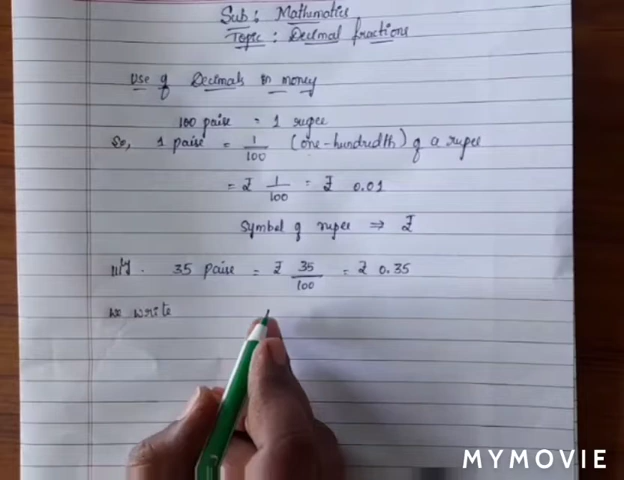 Sub : Mathematics
Topic : Decimal fractions
Use of Decimals in money
100 paise = 1 rupee
So, 1 paise = 1/100 (one-hundredth) of a rupee
= ₹ 1/100 = ₹ 0.01
Symbol of rupee ⇒ ₹
lll'y . 35 paise = ₹ 35/100 = ₹ 0.35
We write
MYMOVIE